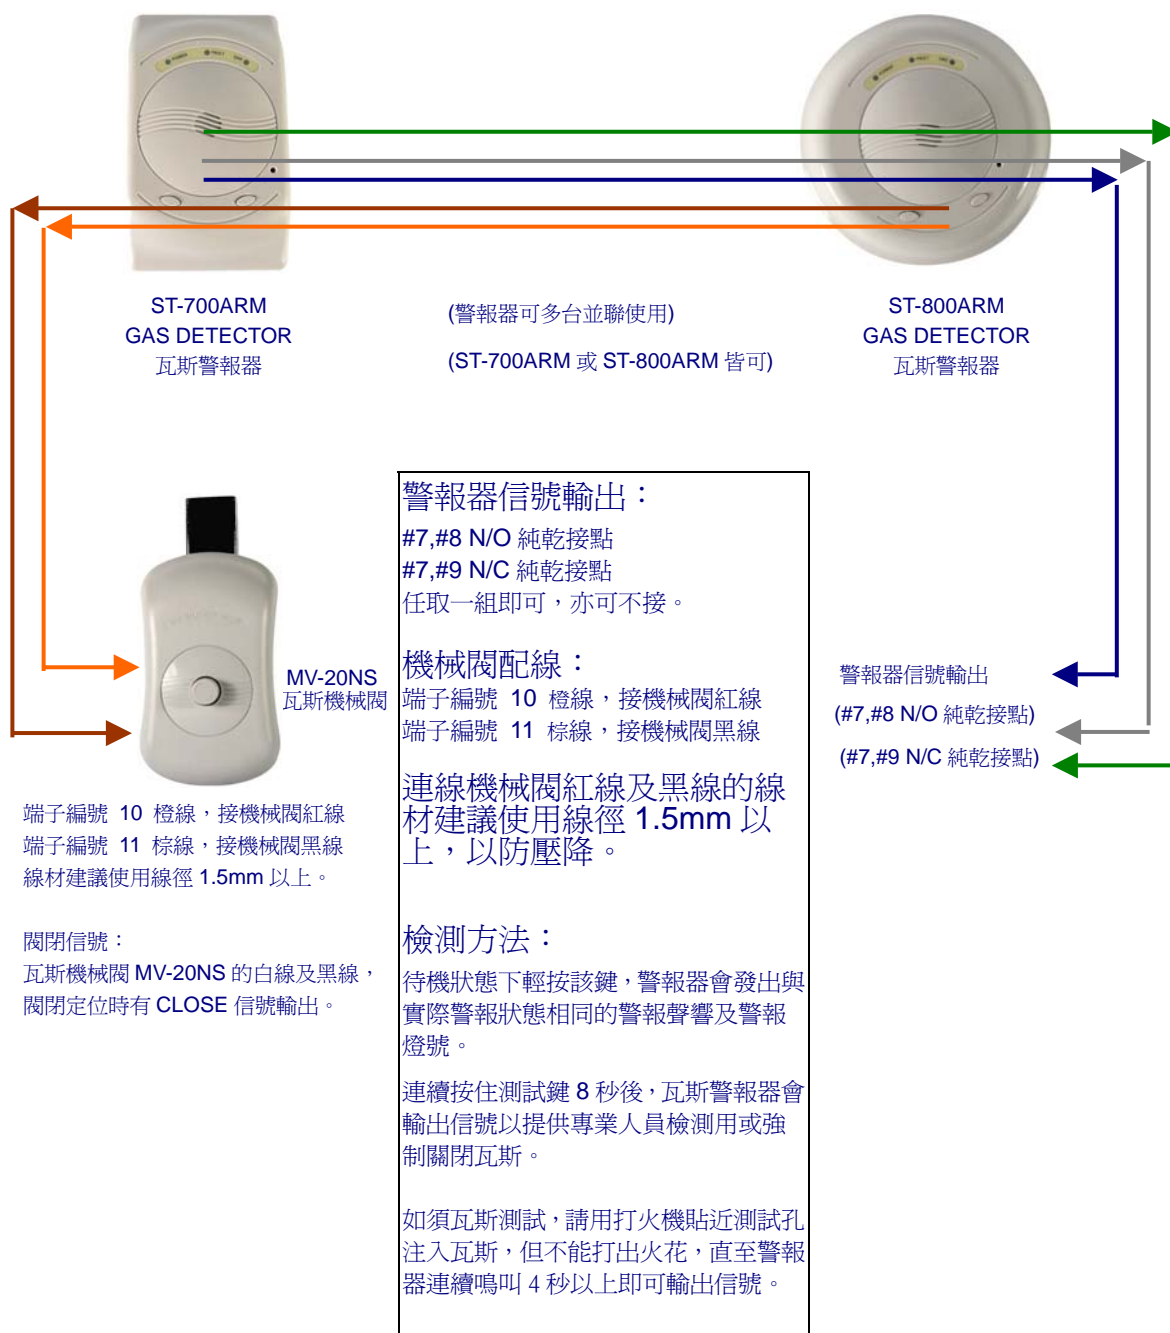 POWER FAULT GAS
POWER FAULT GAS
ST-700ARM
GAS DETECTOR
瓦斯警報器
(警報器可多台並聯使用)
(ST-700ARM 或 ST-800ARM 皆可)
ST-800ARM
GAS DETECTOR
瓦斯警報器
MV-20NS
瓦斯機械閥
端子編號 10 橙線，接機械閥紅線
端子編號 11 棕線，接機械閥黑線
線材建議使用線徑 1.5mm 以上。
閥閉信號：
瓦斯機械閥 MV-20NS 的白線及黑線，
閥閉定位時有 CLOSE 信號輸出。
警報器信號輸出：
#7,#8 N/O 純乾接點
#7,#9 N/C 純乾接點
任取一組即可，亦可不接。
機械閥配線：
端子編號 10 橙線，接機械閥紅線
端子編號 11 棕線，接機械閥黑線
連線機械閥紅線及黑線的線
材建議使用線徑 1.5mm 以
上，以防壓降。
檢測方法：
待機狀態下輕按該鍵，警報器會發出與
實際警報狀態相同的警報聲響及警報
燈號。
連續按住測試鍵 8 秒後，瓦斯警報器會
輸出信號以提供專業人員檢測用或強
制關閉瓦斯。
如須瓦斯測試，請用打火機貼近測試孔
注入瓦斯，但不能打出火花，直至警報
器連續鳴叫 4 秒以上即可輸出信號。
警報器信號輸出
(#7,#8 N/O 純乾接點)
(#7,#9 N/C 純乾接點)